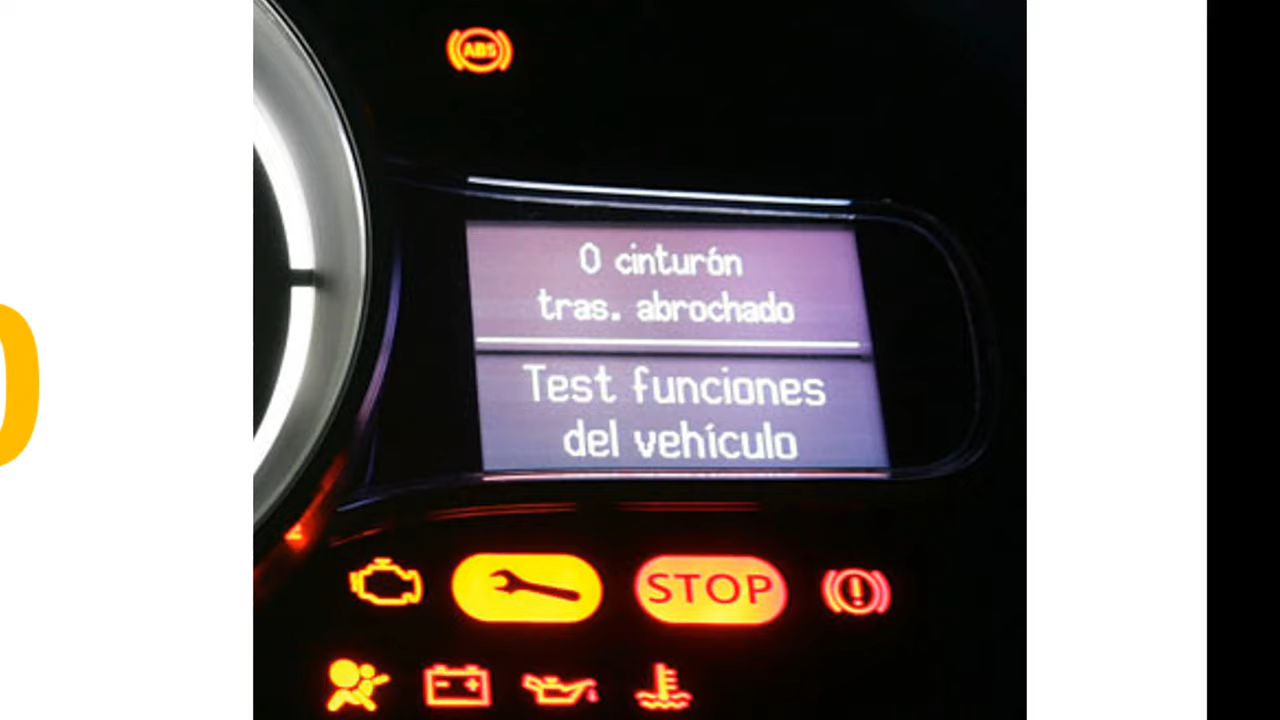 ABS
0 cinturón
tras. abrochado
Test funciones
del vehículo
STOP